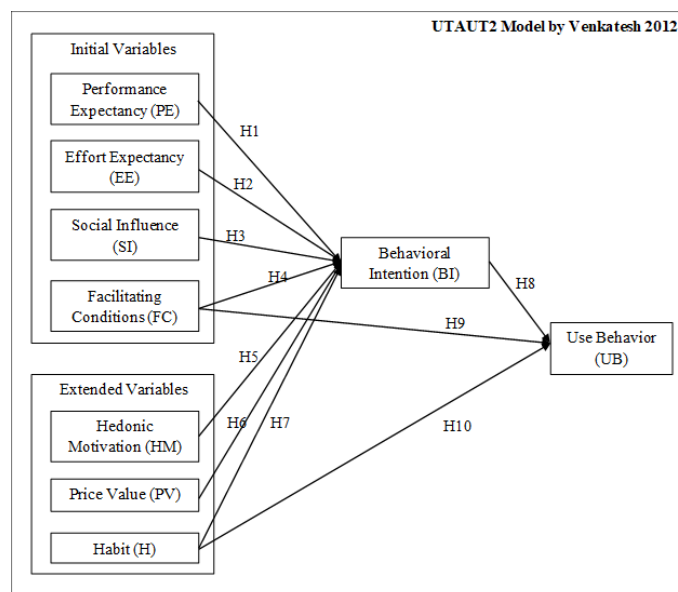 UTAUT2 Model by Venkatesh 2012
Initial Variables
Performance
Expectancy (PE)
H1
Effort Expectancy
(EE)
H2
Social Influence
(SI)
H3
Facilitating
Conditions (FC)
H4
Behavioral
Intention (BI)
H8
H9
Use Behavior
(UB)
Extended Variables
H5
Hedonic
Motivation (HM)
H6
H7
H10
Price Value (PV)
Habit (H)